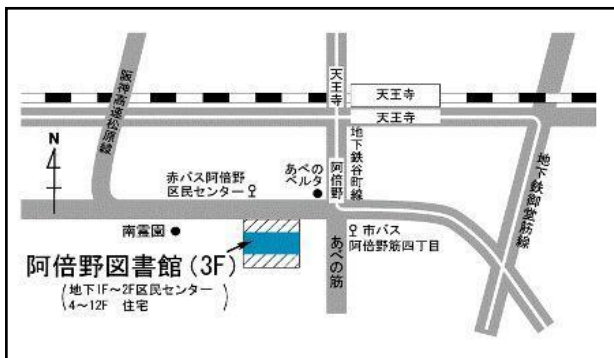 阪神高速松原線
天王寺
天王寺
天王寺
N
赤バス阿倍野
区民センター
あべの
ベルタ
阿倍野
地下鉄谷町線
地下鉄御堂筋線
南霊園
市バス
阿倍野筋四丁目
あべの筋
阿倍野図書館(3F)
(地下1F~2F区民センター
4~12F 住宅)